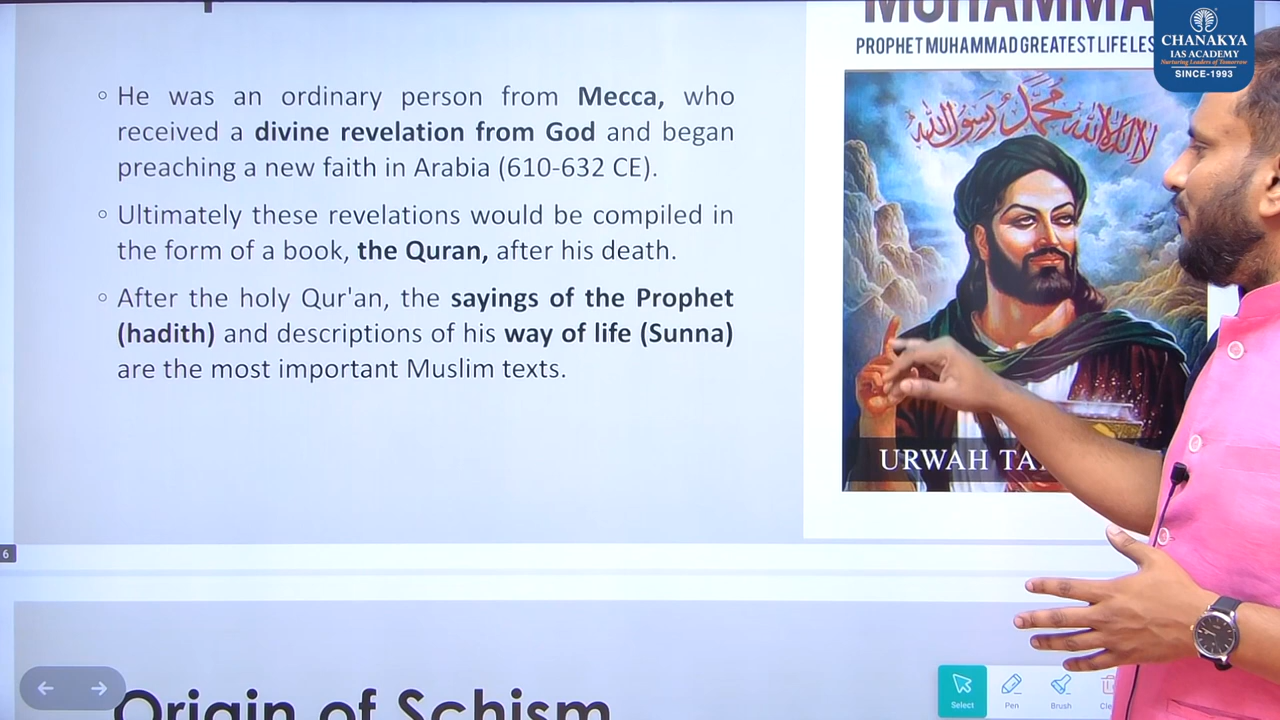 MUHAMMA
PROPHET MUHAMMAD GREATEST LIFE LES
CHANAKYA
IAS ACADEMY
Nurturing Leaders of Tomorrow
SINCE-1993
◦ He was an ordinary person from Mecca, who
received a divine revelation from God and began
preaching a new faith in Arabia (610-632 CE).
◦ Ultimately these revelations would be compiled in
the form of a book, the Quran, after his death.
◦ After the holy Qur'an, the sayings of the Prophet
(hadith) and descriptions of his way of life (Sunna)
are the most important Muslim texts.
لا اله الا الله محمد رسول الله
URWAH TA
6
Origin of Schism
Select
Pen
Brush
Cle